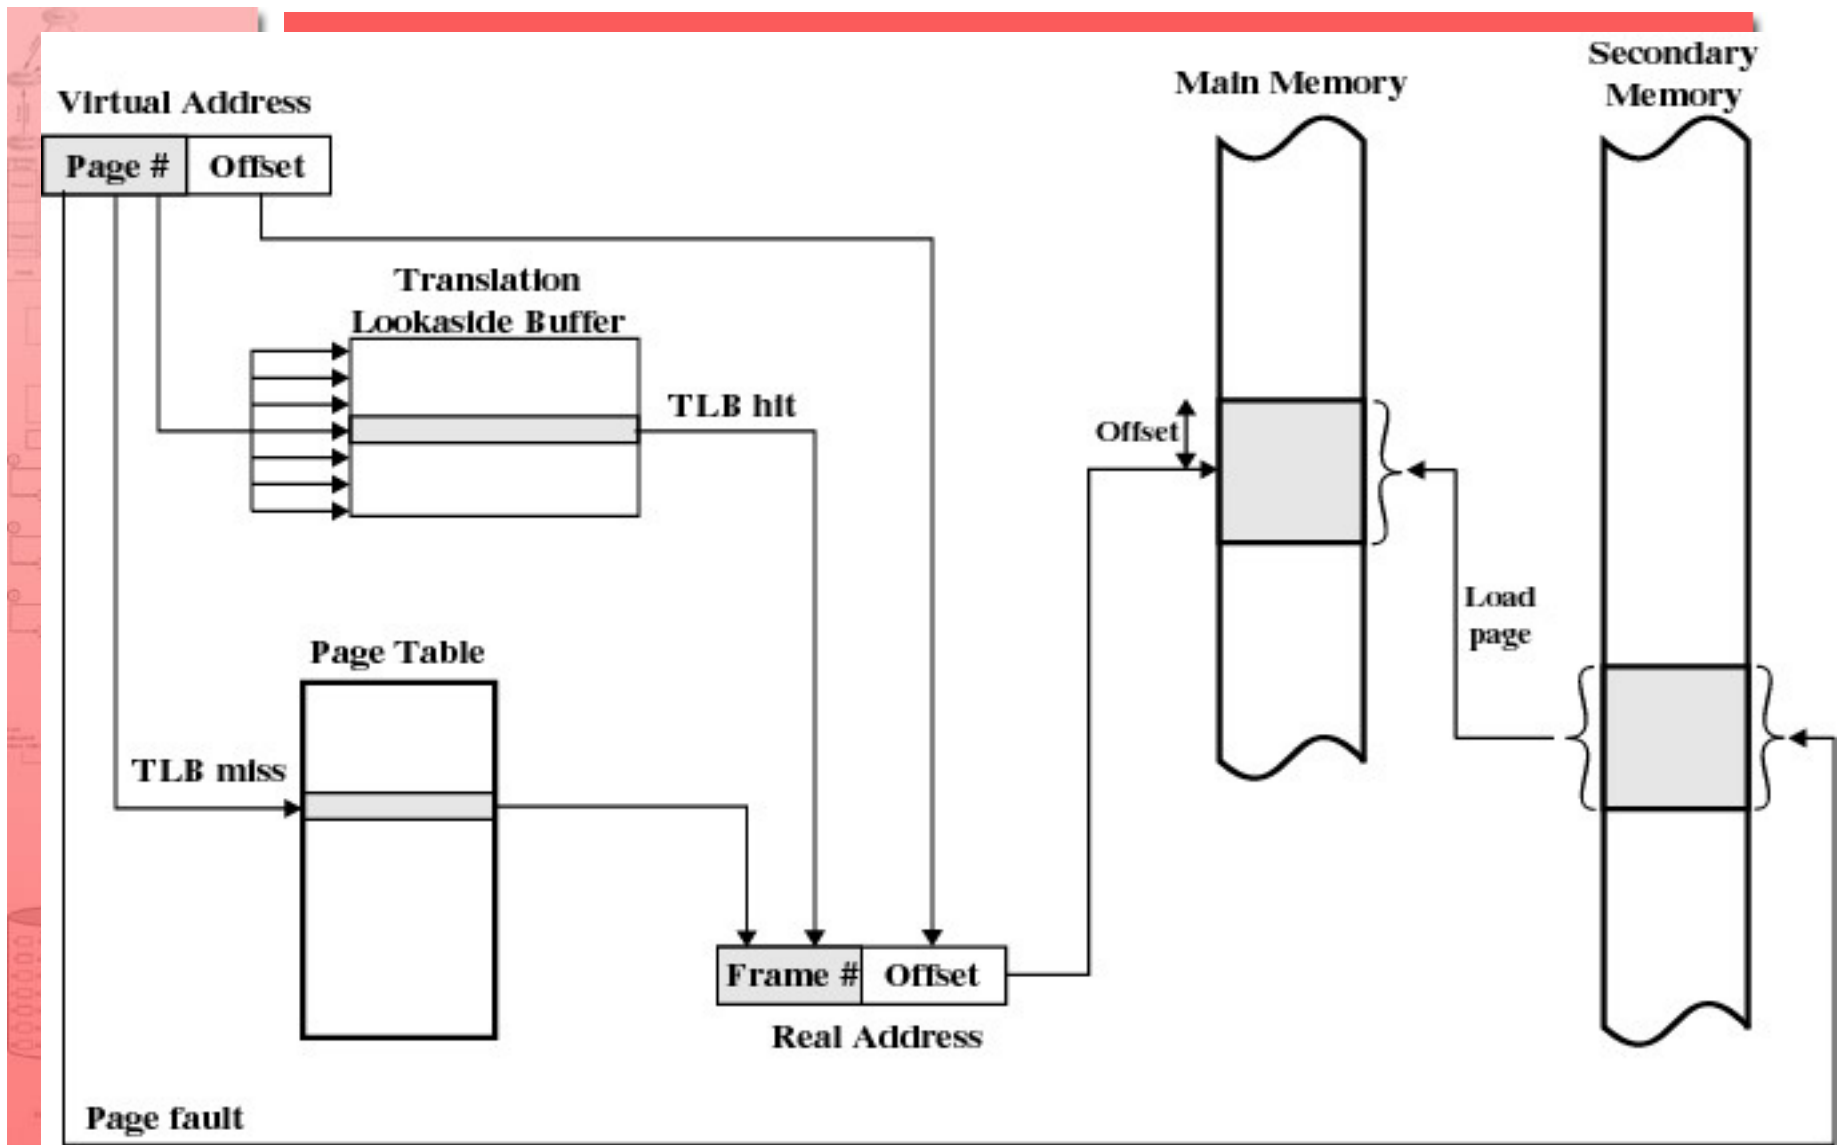 Secondary
Memory
Main Memory
Virtual Address
Page #
Offset
Translation
Lookaside Buffer
TLB hit
Offset
Load
page
Page Table
TLB miss
Frame #
Offset
Real Address
Page fault